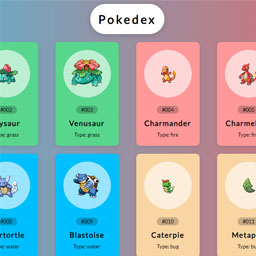 Pokedex
#002
#003
#004
#005
ysaur
Venusaur
Charmander
Charmel
Type: grass
Type: grass
Type: fire
Type: fire
#008
#009
#010
#011
rtortle
Blastoise
Caterpie
Metap
Type: water
Type: water
Type: bug
Type: bug